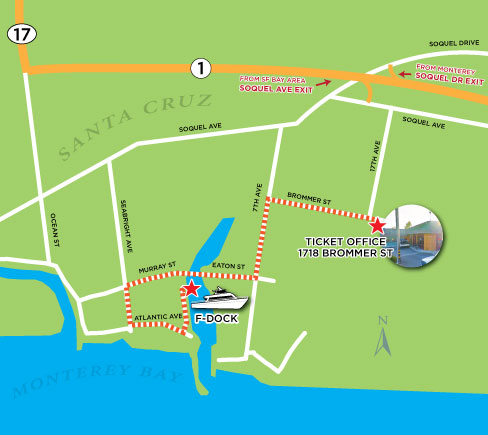 17
SOQUEL DRIVE
1
FROM SF BAY AREA
SOQUEL AVE EXIT
FROM MONTEREY
SOQUEL DR EXIT
SANTA CRUZ
SOQUEL AVE
SOQUEL AVE
17TH AVE
7TH AVE
BROMMER ST
SEABRIGHT AVE
OCEAN ST
TICKET OFFICE
1718 BROMMER ST
MURRAY ST
EATON ST
F-DOCK
ATLANTIC AVE
N
MONTEREY BAY